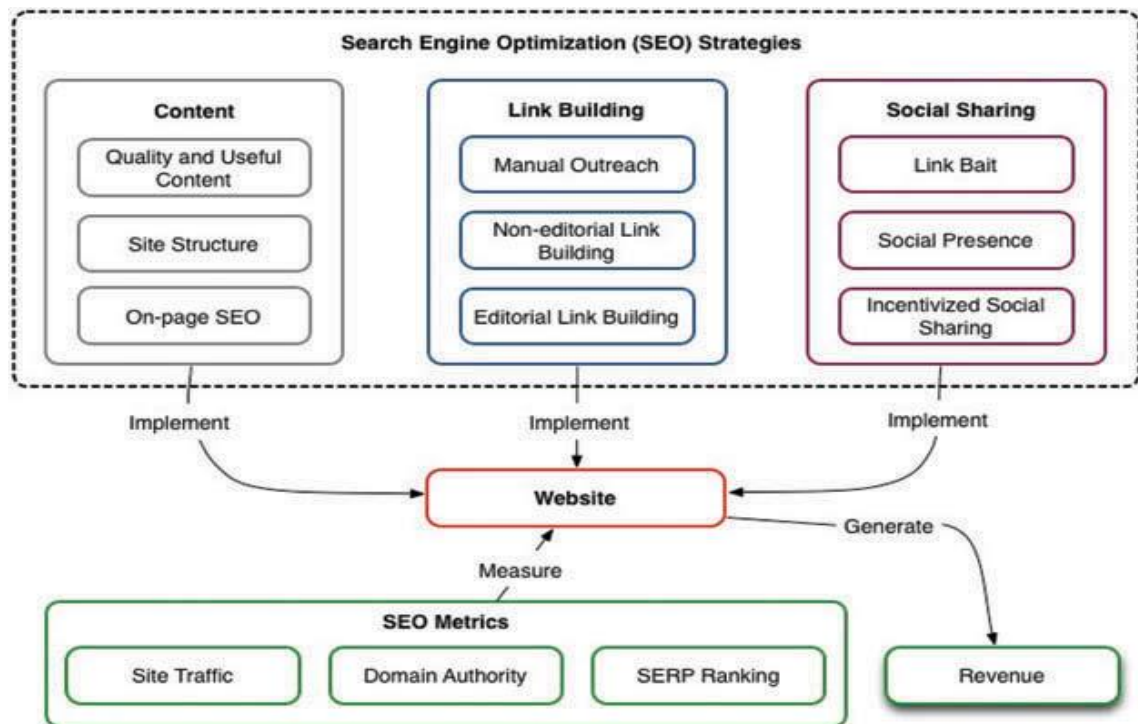 Search Engine Optimization (SEO) Strategies
Content
Quality and Useful
Content
Site Structure
On-page SEO
Link Building
Manual Outreach
Non-editorial Link
Building
Editorial Link Building
Social Sharing
Link Bait
Social Presence
Incentivized Social
Sharing
Implement
Implement
Implement
Website
Generate
Measure
SEO Metrics
Site Traffic
Domain Authority
SERP Ranking
Revenue